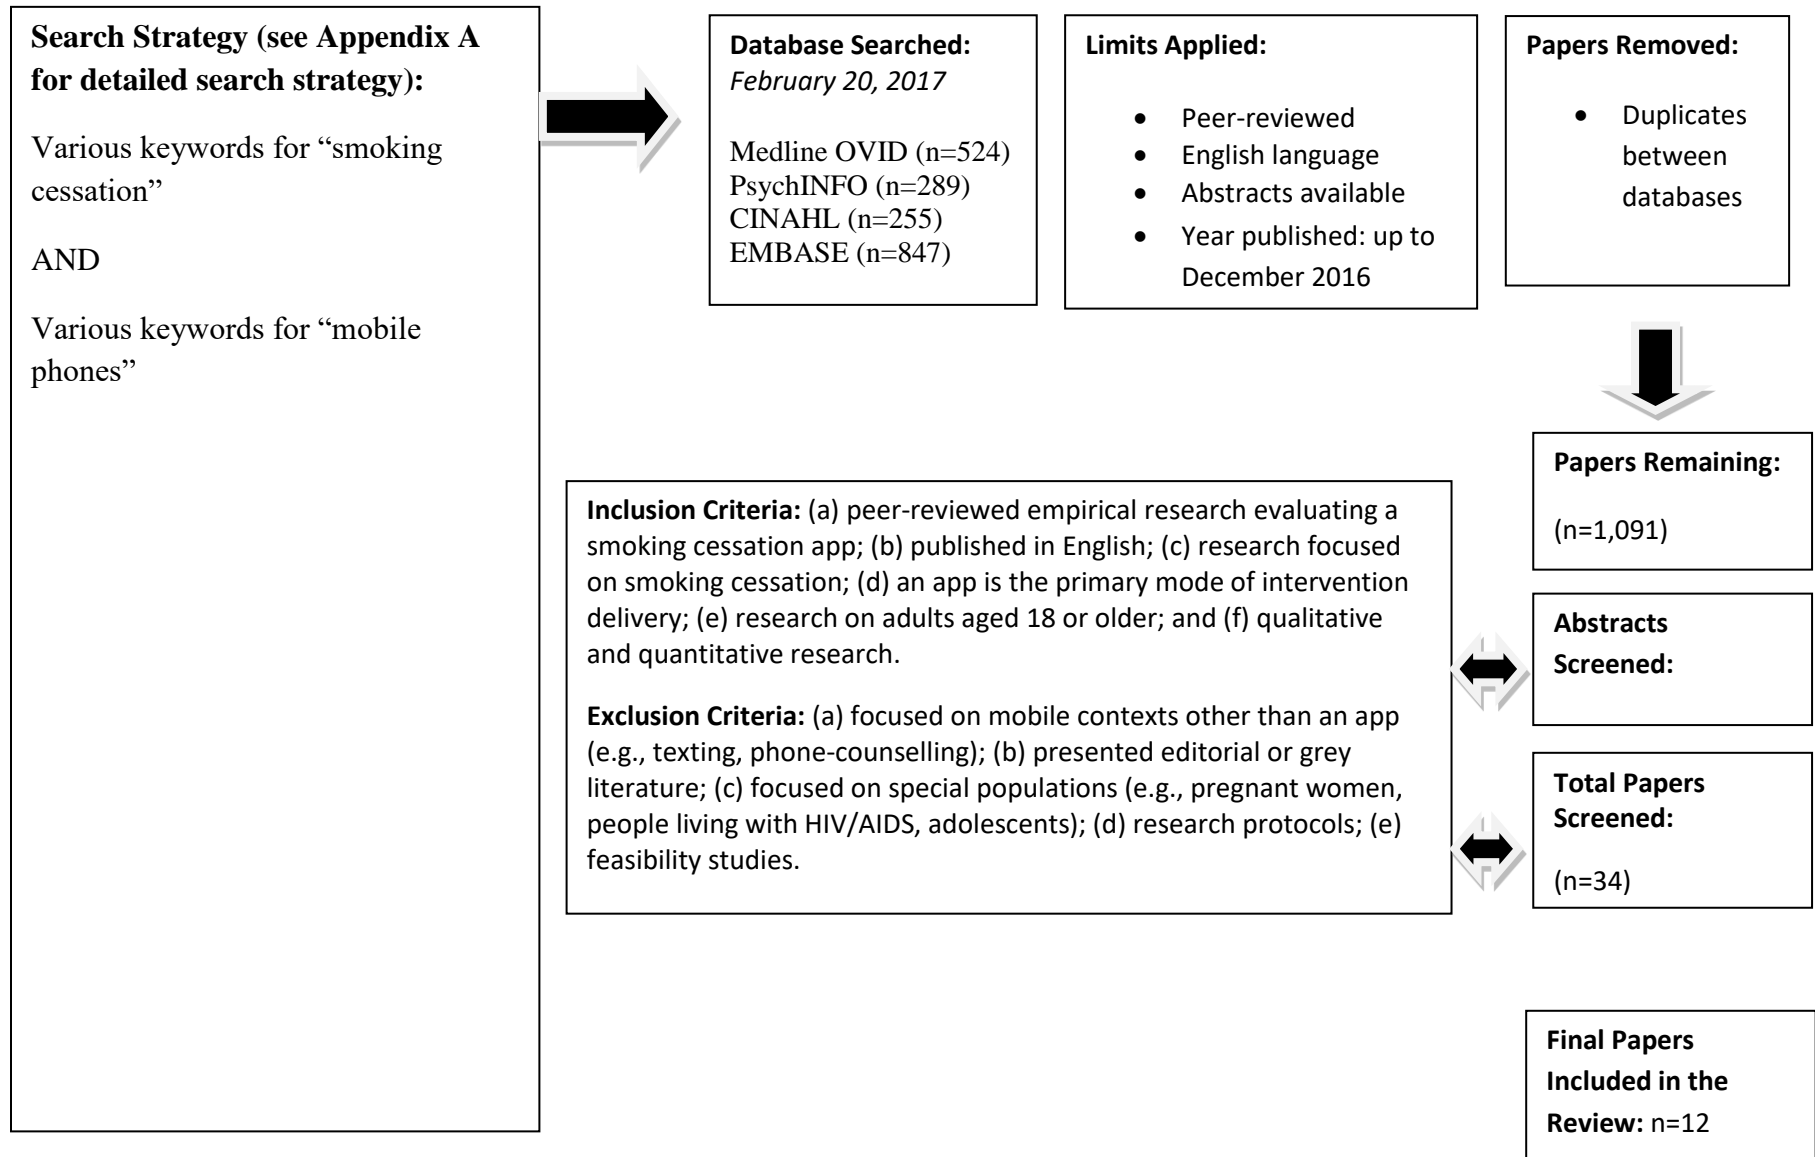 Search Strategy (see Appendix A
for detailed search strategy):
Various keywords for “smoking
cessation”
AND
Various keywords for “mobile
phones”
Database Searched:
February 20, 2017
Medline OVID (n=524)
PsychINFO (n=289)
CINAHL (n=255)
EMBASE (n=847)
Limits Applied:
• Peer-reviewed
• English language
• Abstracts available
• Year published: up to
December 2016
Papers Removed:
• Duplicates
between
databases
Papers Remaining:
(n=1,091)
Inclusion Criteria: (a) peer-reviewed empirical research evaluating a
smoking cessation app; (b) published in English; (c) research focused
on smoking cessation; (d) an app is the primary mode of intervention
delivery; (e) research on adults aged 18 or older; and (f) qualitative
and quantitative research.
Exclusion Criteria: (a) focused on mobile contexts other than an app
(e.g., texting, phone-counselling); (b) presented editorial or grey
literature; (c) focused on special populations (e.g., pregnant women,
people living with HIV/AIDS, adolescents); (d) research protocols; (e)
feasibility studies.
Abstracts
Screened:
Total Papers
Screened:
(n=34)
Final Papers
Included in the
Review: n=12